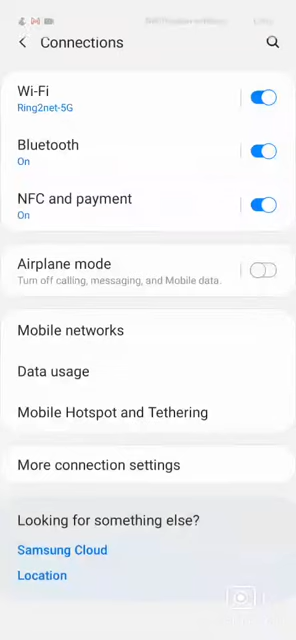 Connections
Wi-Fi
Ring2net-5G
Bluetooth
On
NFC and payment
On
Airplane mode
Turn off calling, messaging, and Mobile data.
Mobile networks
Data usage
Mobile Hotspot and Tethering
More connection settings
Looking for something else?
Samsung Cloud
Location